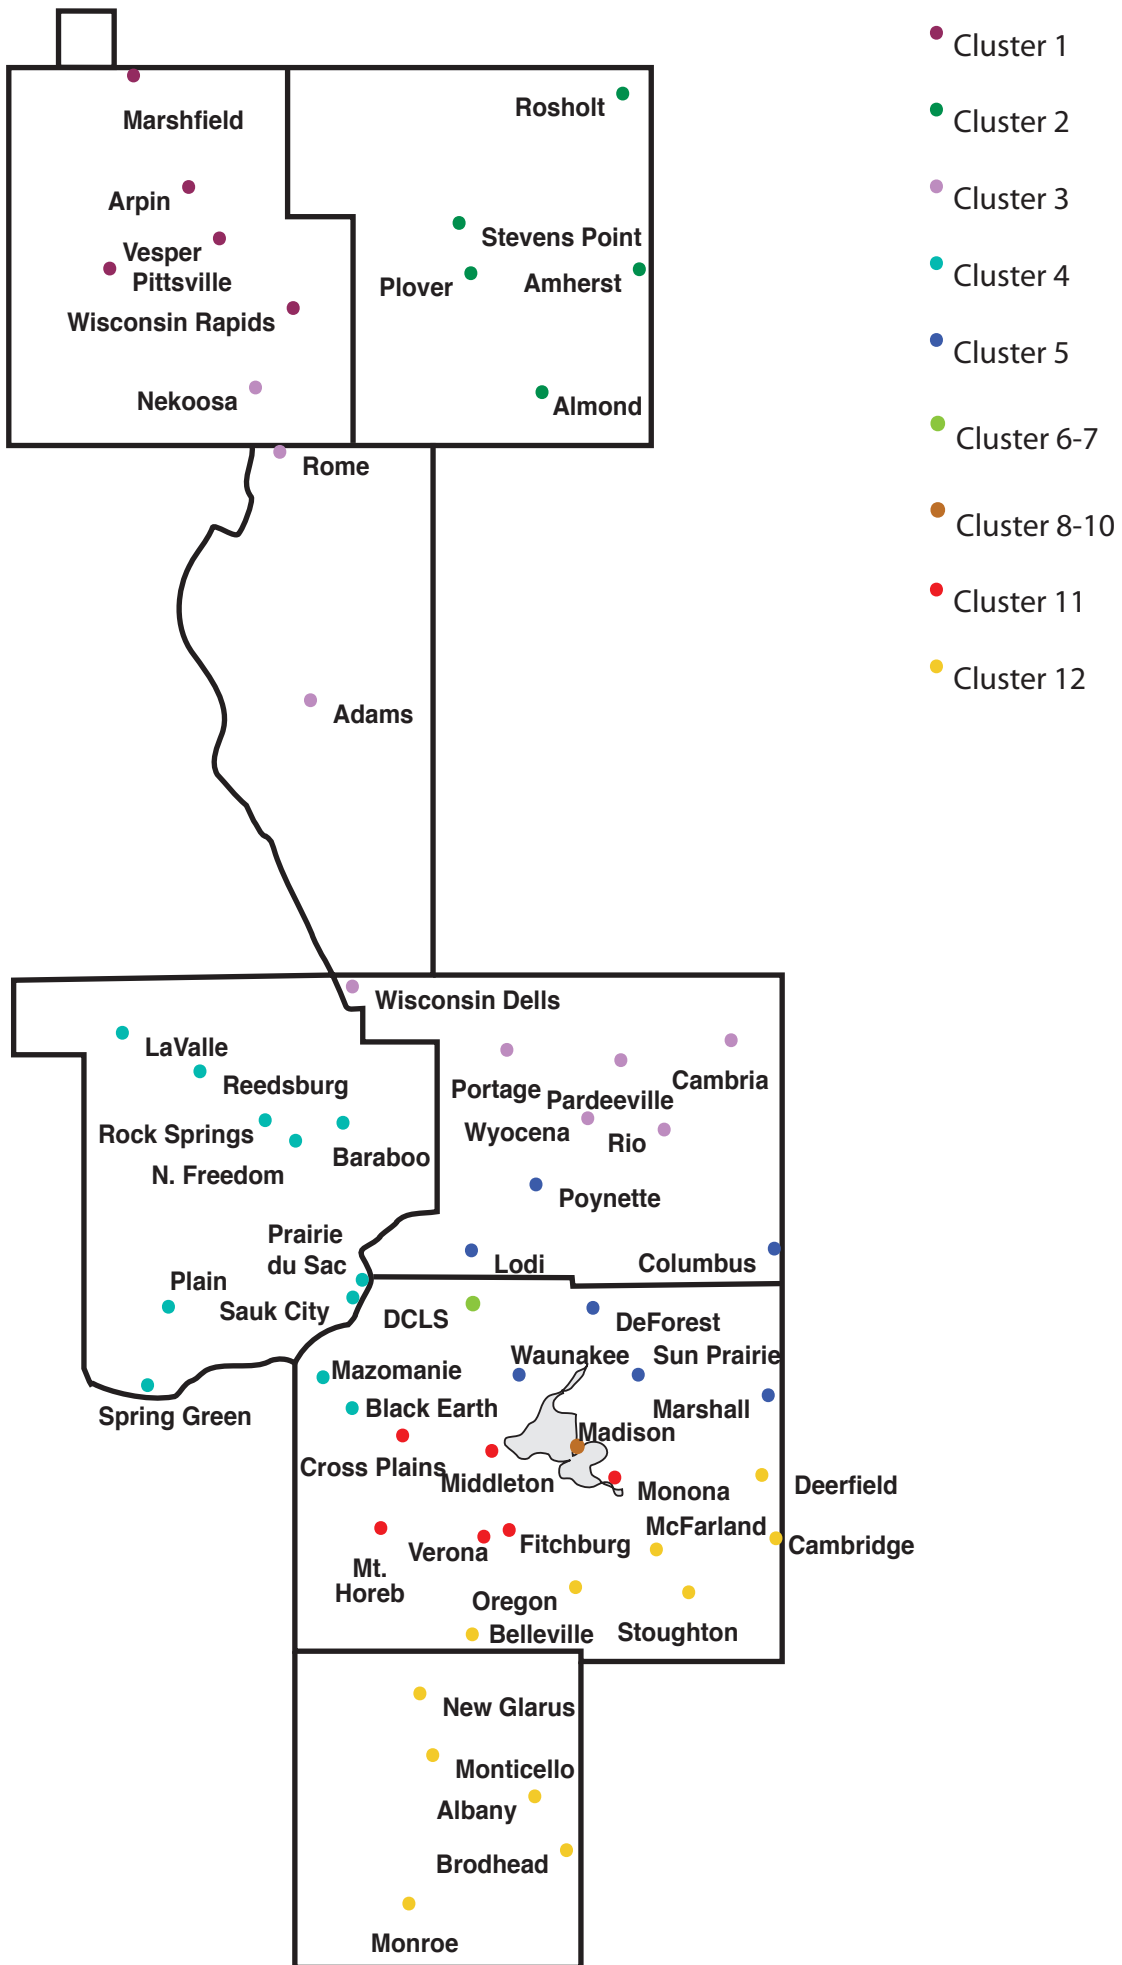 Cluster 1
Cluster 2
Cluster 3
Cluster 4
Cluster 5
Cluster 6-7
Cluster 8-10
Cluster 11
Cluster 12
Marshfield
Rosholt
Arpin
Vesper
Pittsville
Wisconsin Rapids
Nekoosa
Stevens Point
Plover
Amherst
Almond
Rome
Adams
Wisconsin Dells
LaValle
Reedsburg
Rock Springs
N. Freedom
Baraboo
Portage
Pardeeville
Cambria
Wyocena
Rio
Poynette
Prairie
du Sac
Lodi
Columbus
Plain
Sauk City
DCLS
DeForest
Spring Green
Mazomanie
Waunakee
Sun Prairie
Black Earth
Marshall
Madison
Cross Plains
Middleton
Monona
Deerfield
McFarland
Cambridge
Mt.
Horeb
Verona
Fitchburg
Oregon
Belleville
Stoughton
New Glarus
Monticello
Albany
Brodhead
Monroe